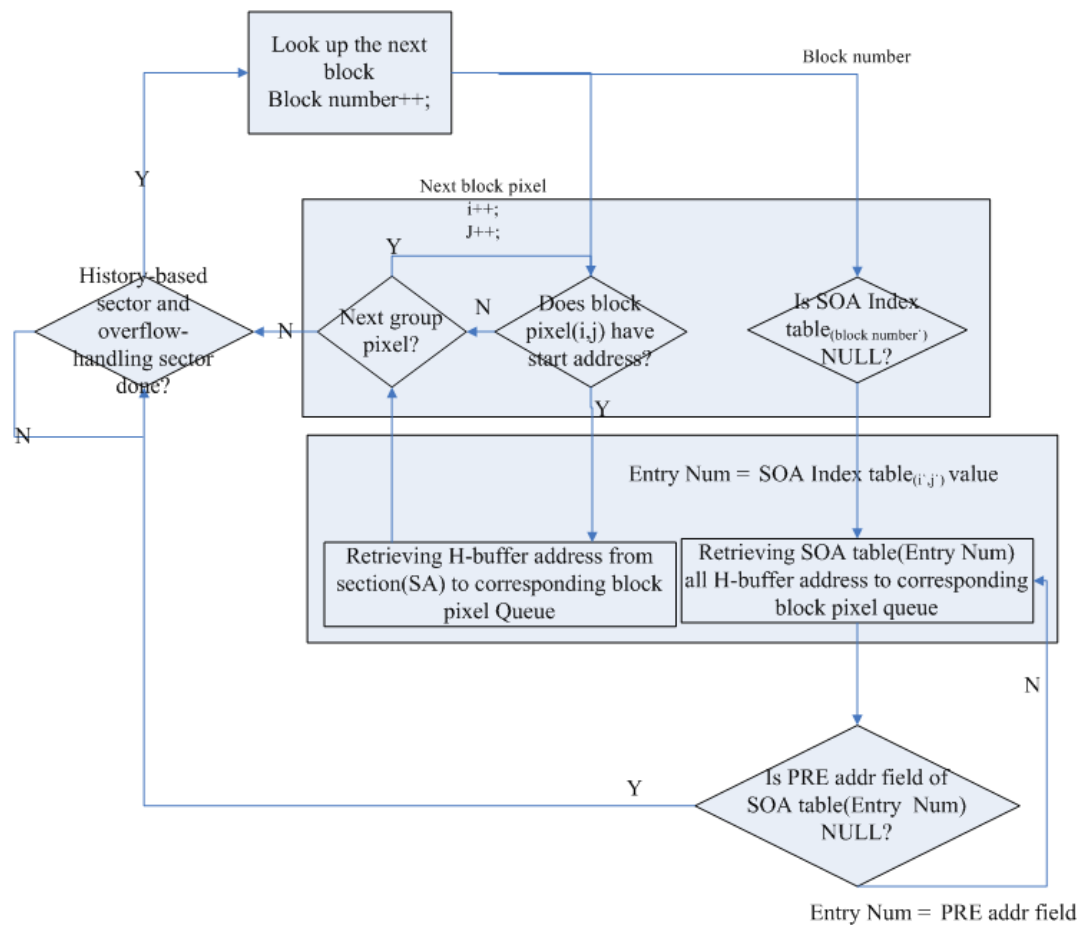 Look up the next
block
Block number++;
Block number
Y
Next block pixel
i++;
J++;
Y
History-based
sector and
overflow-
handling sector
done?
N
Next group
pixel?
N
Does block
pixel(i,j) have
start address?
Is SOA Index
table(block number`)
NULL?
Y
N
Entry Num = SOA Index table(i`,j`) value
Retrieving H-buffer address from
section(SA) to corresponding block
pixel Queue
Retrieving SOA table(Entry Num)
all H-buffer address to corresponding
block pixel queue
N
Y
Is PRE addr field of
SOA table(Entry Num)
NULL?
Entry Num = PRE addr field